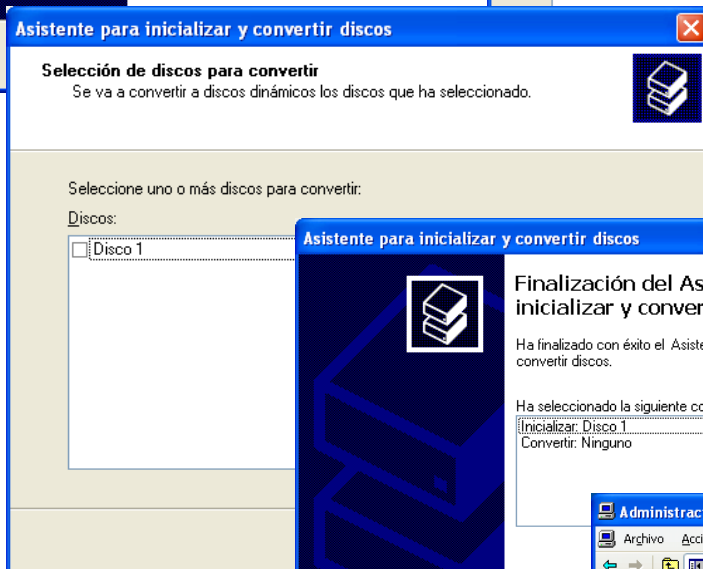 Asistente para inicializar y convertir discos
Selección de discos para convertir
Se va a convertir a discos dinámicos los discos que ha seleccionado.
Seleccione uno o más discos para convertir:
Discos:
Disco 1
Asistente para inicializar y convertir discos
Finalización del As
inicializar y conver
Ha finalizado con éxito el Asiste
convertir discos.
Ha seleccionado la siguiente co
Inicializar: Disco 1
Convertir: Ninguno
Administrac
Archivo Acci